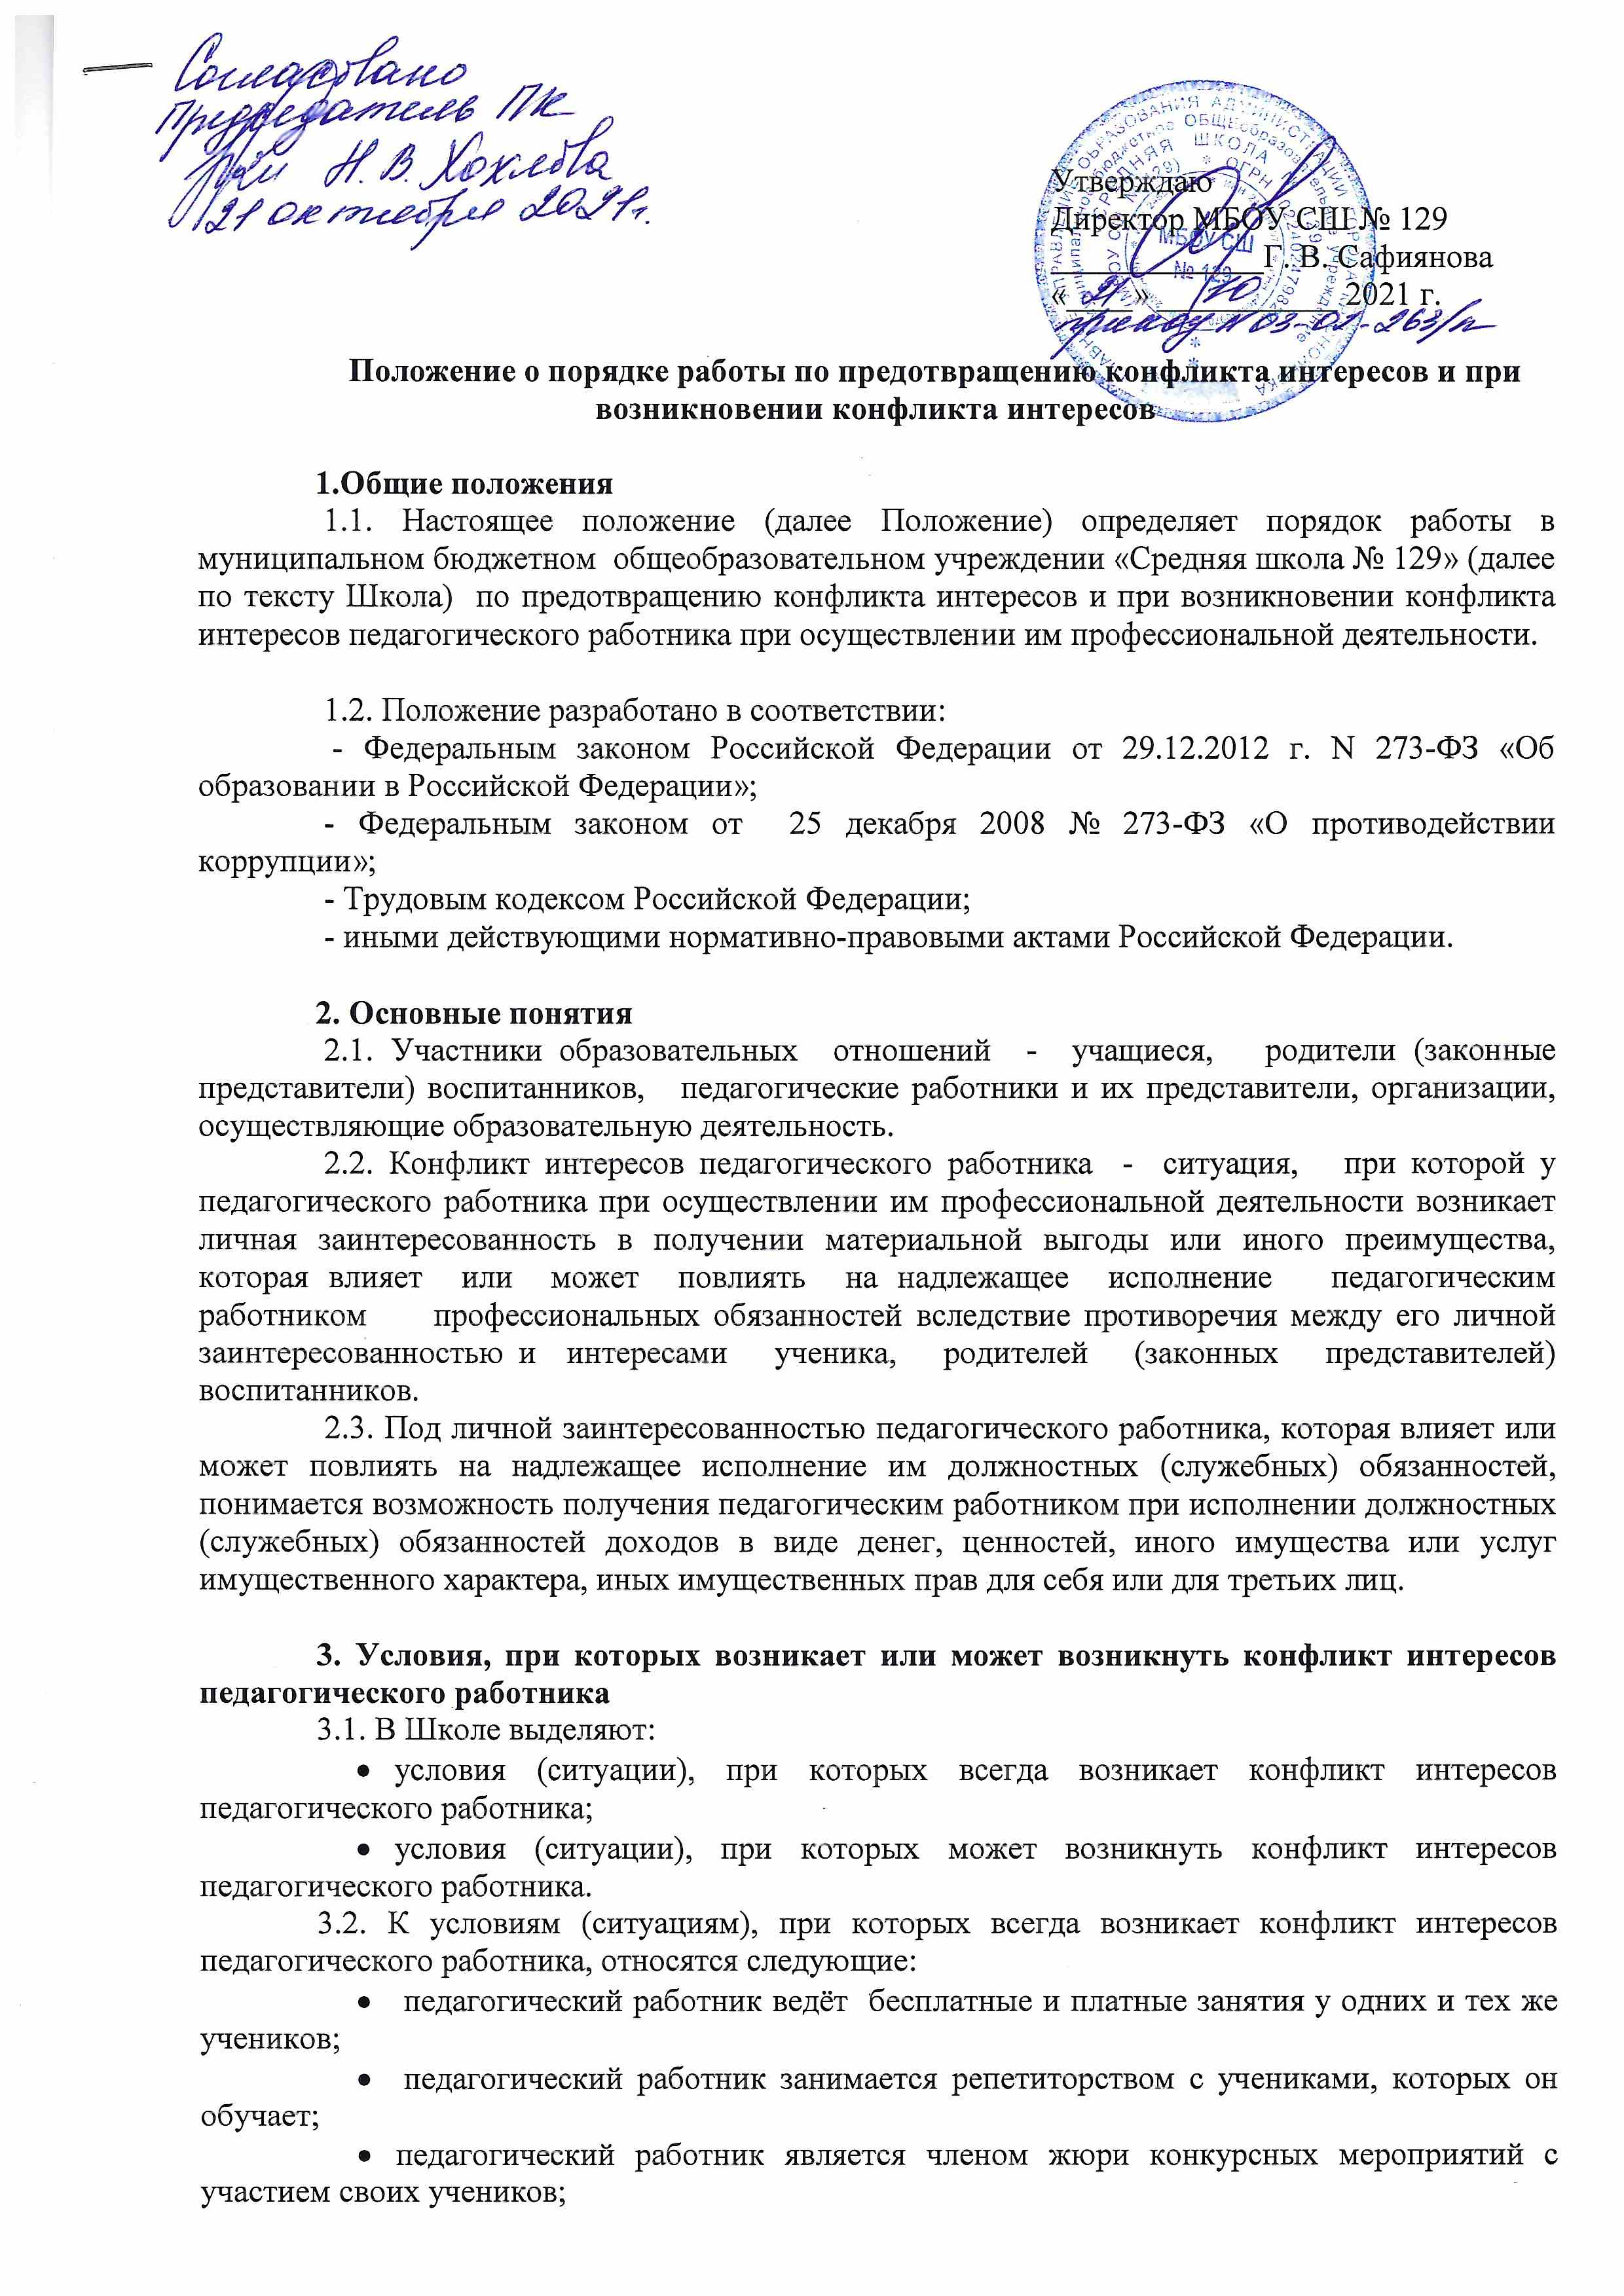 Согласовано
Председатель ПК
Н. В. Хохлова
21 октября 2021г.
Утверждаю
Директор МБОУ СШ № 129
Г. В. Сафиянова
« 21 » 10 2021 г.
приказу N 03-02-263/п
МБОУ СШ
№ 129
Положение о порядке работы по предотвращению конфликта интересов и при
возникновении конфликта интересов
1.Общие положения
1.1. Настоящее положение (далее Положение) определяет порядок работы в
муниципальном бюджетном общеобразовательном учреждении «Средняя школа № 129» (далее
по тексту Школа) по предотвращению конфликта интересов и при возникновении конфликта
интересов педагогического работника при осуществлении им профессиональной деятельности.
1.2. Положение разработано в соответствии:
- Федеральным законом Российской Федерации от 29.12.2012 г. N 273-ФЗ «Об
образовании в Российской Федерации»;
- Федеральным законом от 25 декабря 2008 № 273-ФЗ «О противодействии
коррупции»;
- Трудовым кодексом Российской Федерации;
- иными действующими нормативно-правовыми актами Российской Федерации.
2. Основные понятия
2.1. Участники образовательных отношений - учащиеся, родители (законные
представители) воспитанников, педагогические работники и их представители, организации,
осуществляющие образовательную деятельность.
2.2. Конфликт интересов педагогического работника - ситуация, при которой у
педагогического работника при осуществлении им профессиональной деятельности возникает
личная заинтересованность в получении материальной выгоды или иного преимущества,
которая влияет или может повлиять на надлежащее исполнение педагогическим
работником профессиональных обязанностей вследствие противоречия между его личной
заинтересованностью и интересами ученика, родителей (законных представителей)
воспитанников.
2.3. Под личной заинтересованностью педагогического работника, которая влияет или
может повлиять на надлежащее исполнение им должностных (служебных) обязанностей,
понимается возможность получения педагогическим работником при исполнении должностных
(служебных) обязанностей доходов в виде денег, ценностей, иного имущества или услуг
имущественного характера, иных имущественных прав для себя или для третьих лиц.
3. Условия, при которых возникает или может возникнуть конфликт интересов
педагогического работника
3.1. В Школе выделяют:
• условия (ситуации), при которых всегда возникает конфликт интересов
педагогического работника;
• условия (ситуации), при которых может возникнуть конфликт интересов
педагогического работника.
3.2. К условиям (ситуациям), при которых всегда возникает конфликт интересов
педагогического работника, относятся следующие:
• педагогический работник ведёт бесплатные и платные занятия у одних и тех же
учеников;
• педагогический работник занимается репетиторством с учениками, которых он
обучает;
• педагогический работник является членом жюри конкурсных мероприятий с
участием своих учеников;